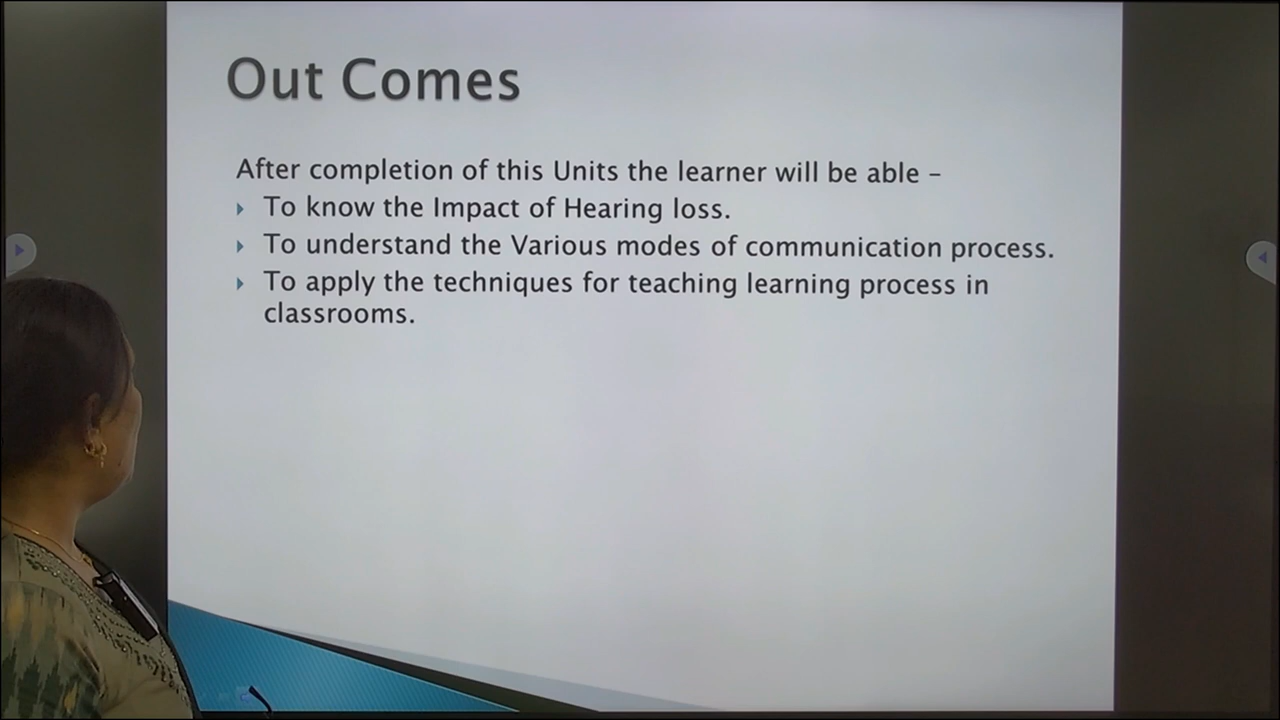 Out Comes
After completion of this Units the learner will be able –
To know the Impact of Hearing loss.
To understand the Various modes of communication process.
To apply the techniques for teaching learning process in
classrooms.